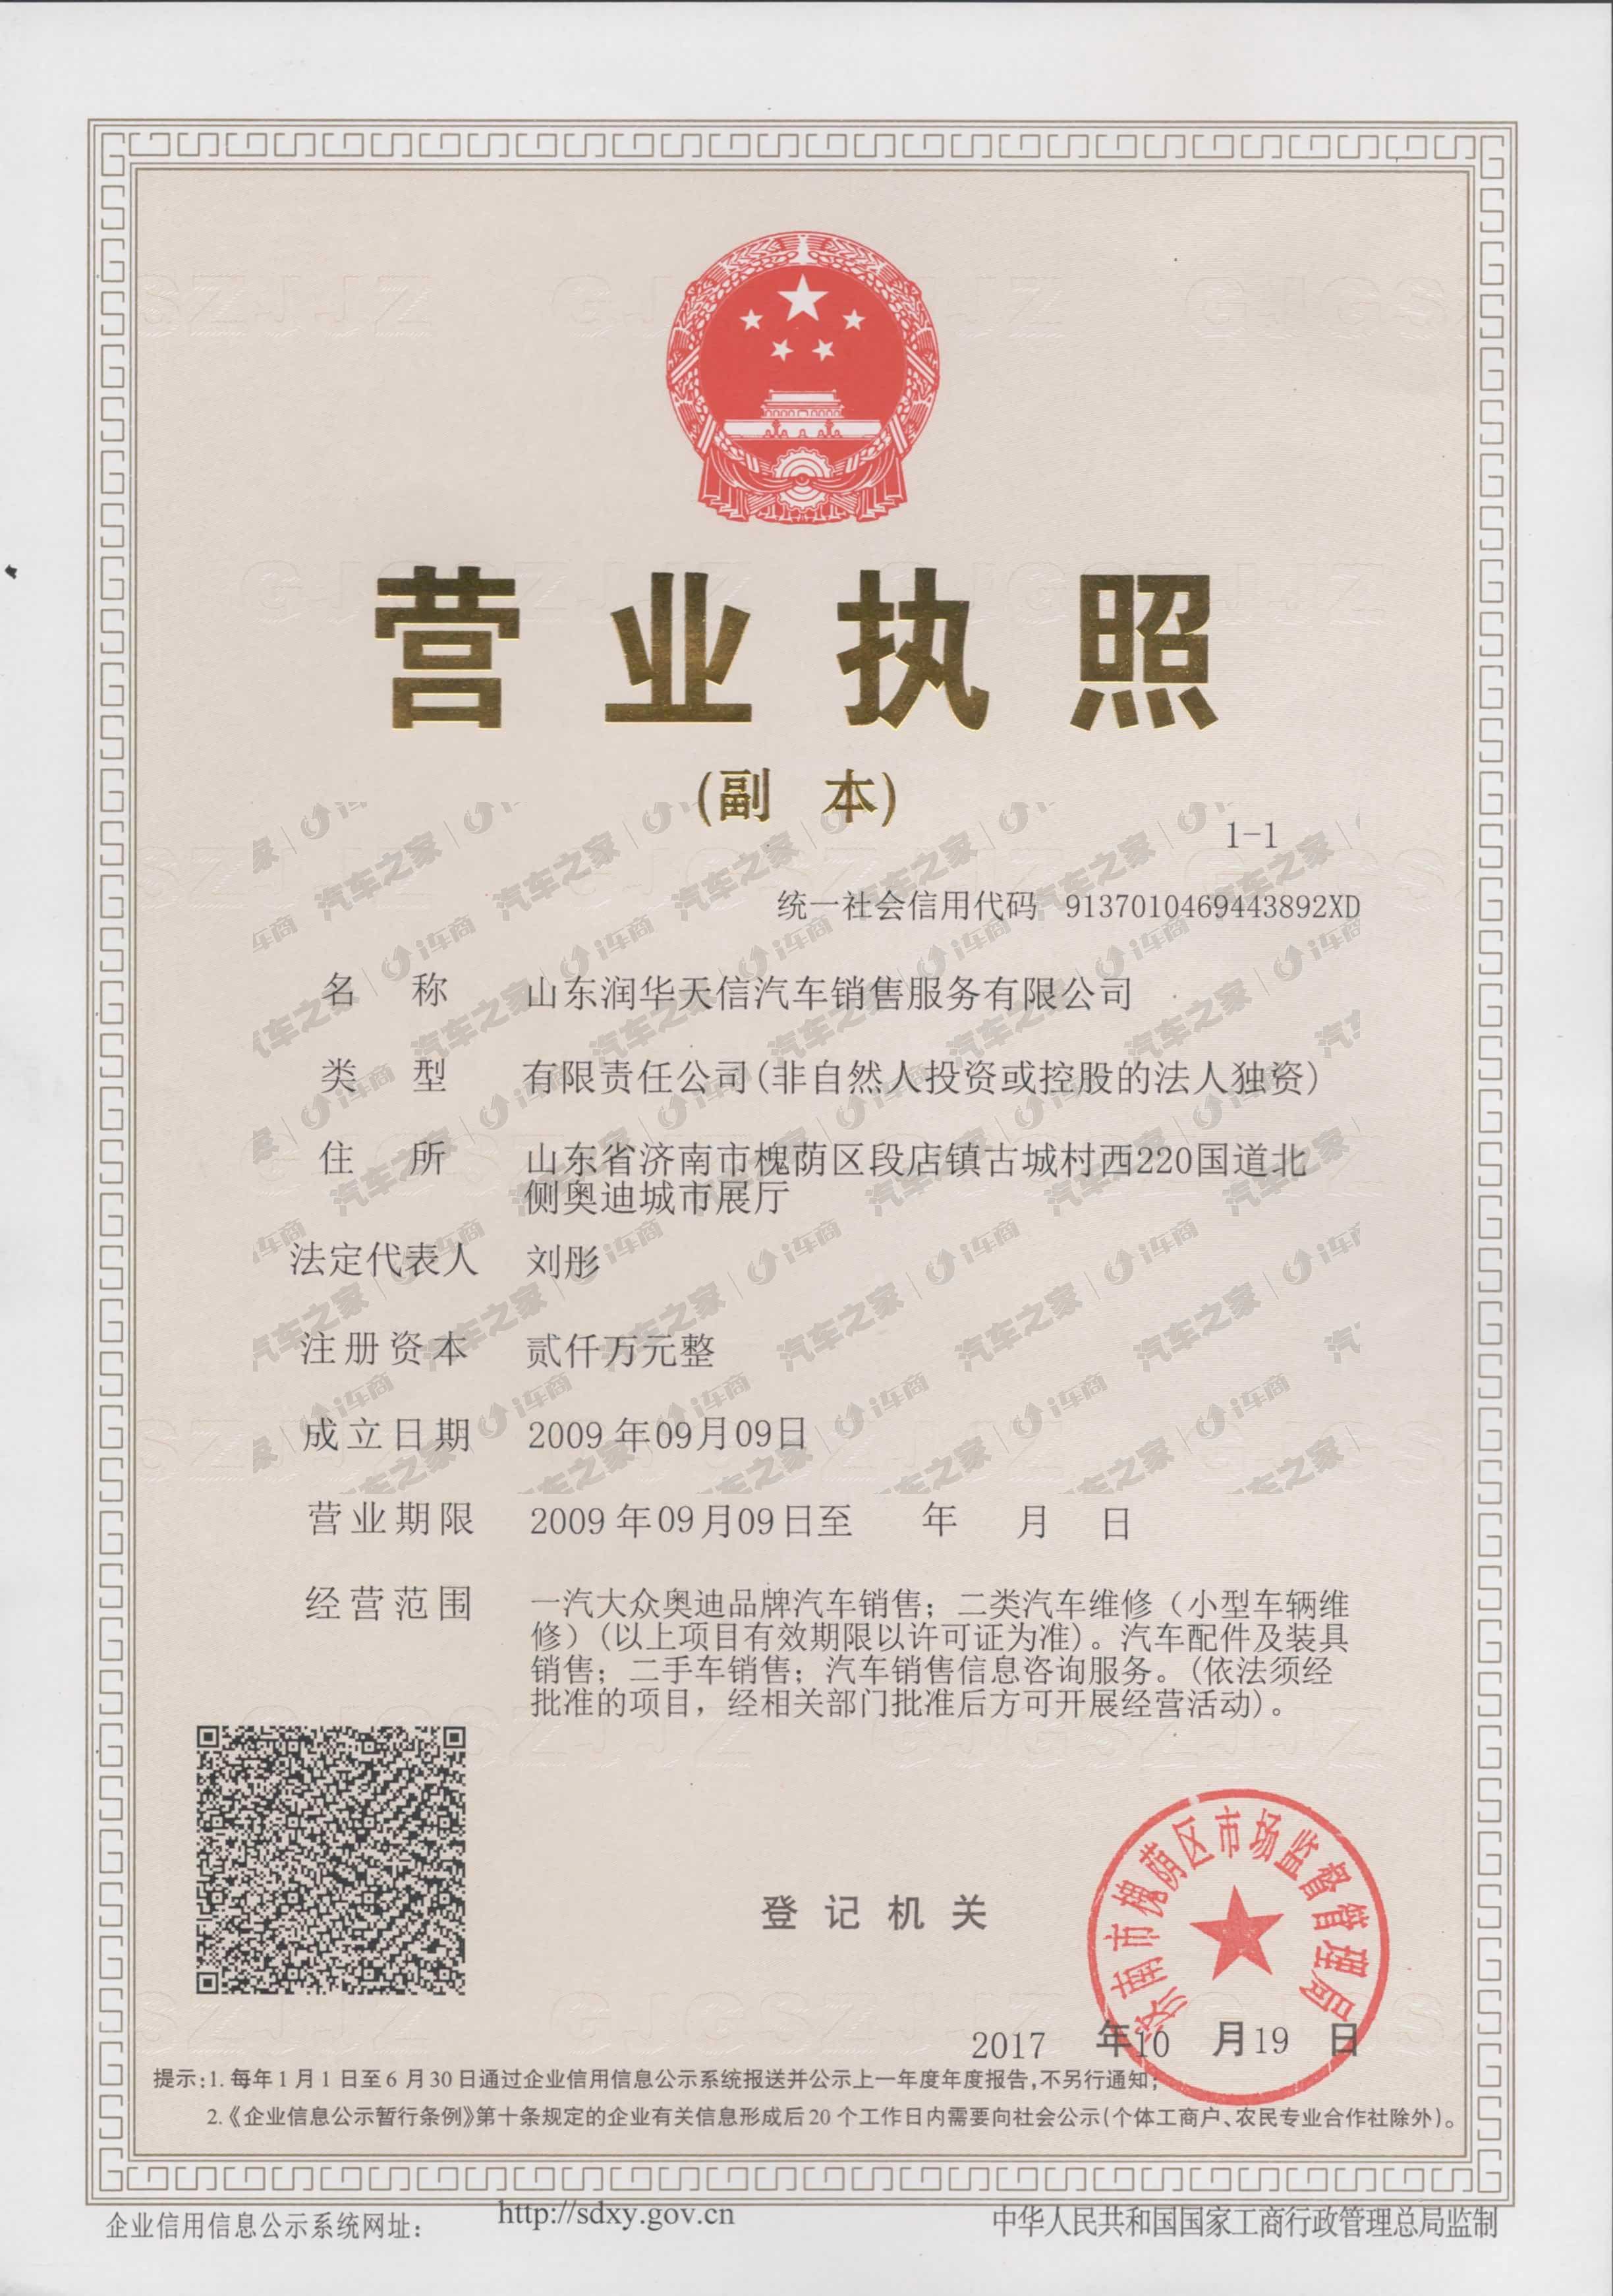 营业执照
(副 本)
1-1
统一社会信用代码 9137010469443892XD
名 称 山东润华天信汽车销售服务有限公司
类 型 有限责任公司(非自然人投资或控股的法人独资)
住 所 山东省济南市槐荫区段店镇古城村西220国道北
侧奥迪城市展厅
法定代表人 刘彤
注册资本 贰仟万元整
成立日期 2009年09月09日
营业期限 2009年09月09日至 年 月 日
经营范围 一汽大众奥迪品牌汽车销售；二类汽车维修（小型车辆维
修）(以上项目有效期限以许可证为准)。汽车配件及装具
销售；二手车销售；汽车销售信息咨询服务。(依法须经
批准的项目，经相关部门批准后方可开展经营活动)。
登记机关
济南市槐荫区市场监督管理局
2017 年10 月19 日
提示:1.每年1月1日至6月30日通过企业信用信息公示系统报送并公示上一年度年度报告,不另行通知;
2.《企业信息公示暂行条例》第十条规定的企业有关信息形成后20个工作日内需要向社会公示(个体工商户、农民专业合作社除外)。
企业信用信息公示系统网址： http://sdxy.gov.cn
中华人民共和国国家工商行政管理总局监制
汽车之家 | i车商